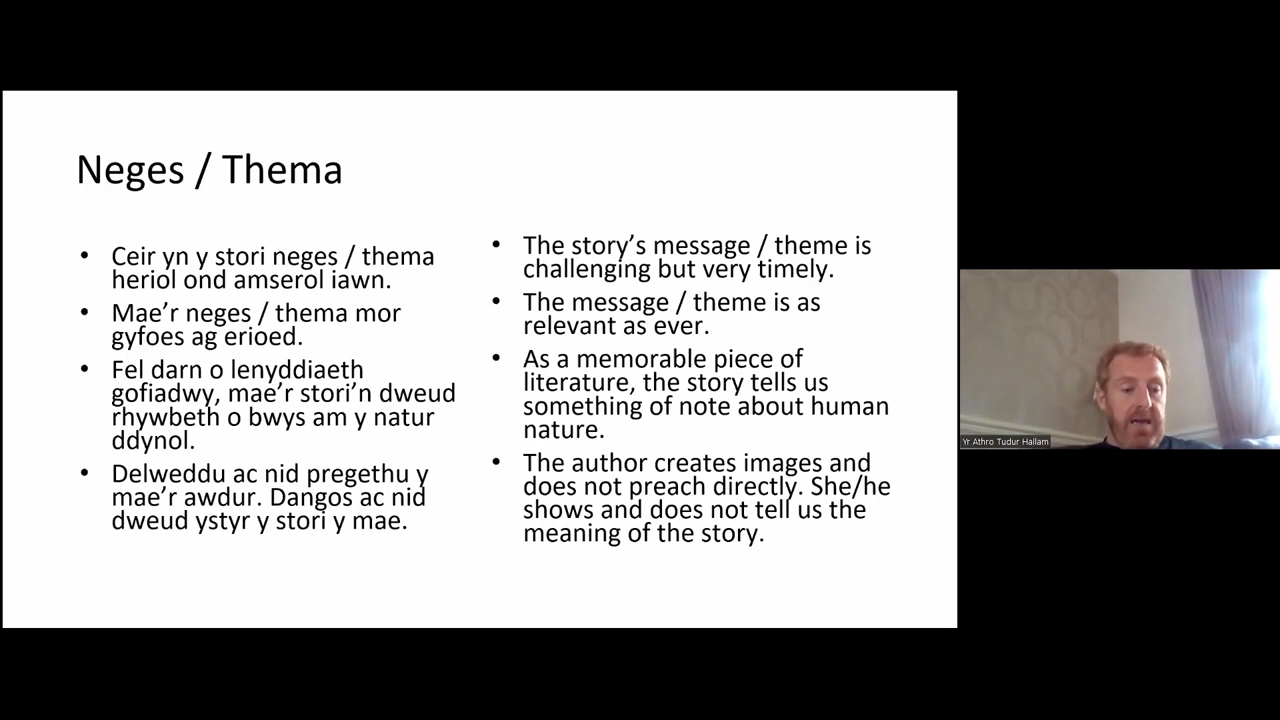 Neges / Thema
• Ceir yn y stori neges / thema
heriol ond amserol iawn.
• Mae’r neges / thema mor
gyfoes ag erioed.
• Fel darn o lenyddiaeth
gofiadwy, mae’r stori’n dweud
rhywbeth o bwys am y natur
ddynol.
• Delweddu ac nid pregethu y
mae’r awdur. Dangos ac nid
dweud ystyr y stori y mae.
• The story’s message / theme is
challenging but very timely.
• The message / theme is as
relevant as ever.
• As a memorable piece of
literature, the story tells us
something of note about human
nature.
• The author creates images and
does not preach directly. She/he
shows and does not tell us the
meaning of the story.
Yr Athro Tudur Hallam